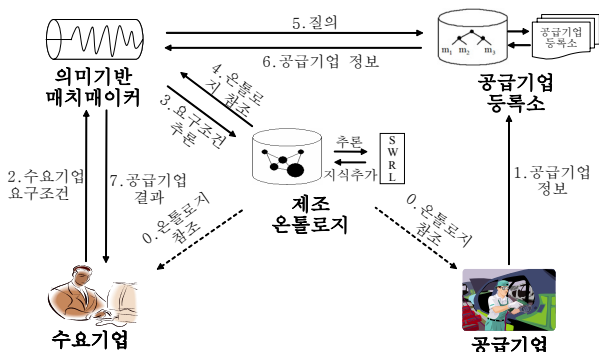 5.질의
6.공급기업 정보
m1 m2 m3
공급기업
등록소
의미기반
매치메이커
공급기업
등록소
4.온톨로
지 참조
3.요구조건
추론
추론
지식추가
S
W
R
L
제조
온톨로지
2.수요기업
요구조건
7.공급기업
결과
0.온톨로지
참조
0.온톨로지
참조
1.공급기업
정보
수요기업
공급기업